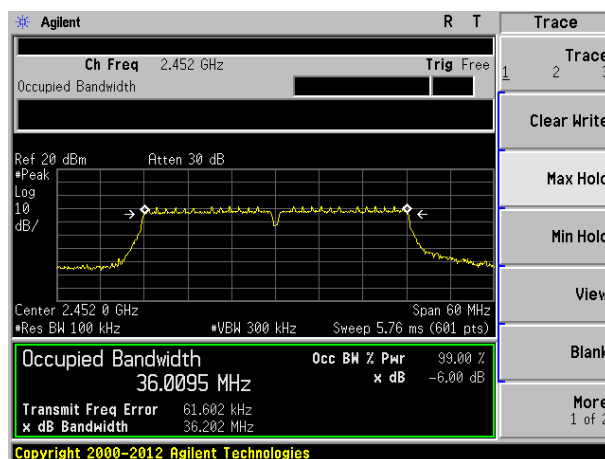 Agilent R T Trace
Ch Freq 2.452 GHz Trig Free
Occupied Bandwidth
Trace
1 2 3
Clear Write
Max Hold
Min Hold
View
Blank
More
1 of 2
Ref 20 dBm Atten 30 dB
#Peak
Log
10
dB/
Center 2.452 0 GHz Span 60 MHz
#Res BW 100 kHz #VBW 300 kHz Sweep 5.76 ms (601 pts)
Occupied Bandwidth Occ BW % Pwr 99.00 %
36.0095 MHz x dB -6.00 dB
Transmit Freq Error 61.602 kHz
x dB Bandwidth 36.202 MHz
Copyright 2000-2012 Agilent Technologies